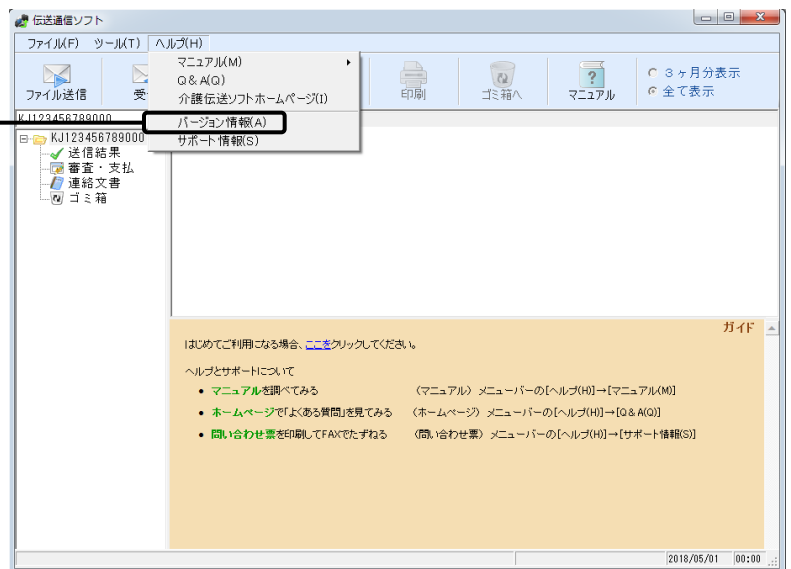 伝送通信ソフト
ファイル(F) ツール(T) ヘルプ(H)
マニュアル(M)
Q&A(Q)
介護伝送ソフトホームページ(I)
バージョン情報(A)
サポート情報(S)
ファイル送信 受 印刷 ゴミ箱へ マニュアル
3ヶ月分表示
全て表示
KJ123456789000
KJ123456789000
送信結果
審査・支払
連絡文書
ゴミ箱
ガイド
はじめてご利用になる場合、ここをクリックしてください。
ヘルプとサポートについて
• マニュアルを調べてみる (マニュアル) メニューバーの[ヘルプ(H)]→[マニュアル(M)]
• ホームページで「よくある質問」を見てみる (ホームページ) メニューバーの[ヘルプ(H)]→[Q&A(Q)]
• 問い合わせ票を印刷してFAXでたずねる (問い合わせ票) メニューバーの[ヘルプ(H)]→[サポート情報(S)]
2018/05/01 00:00